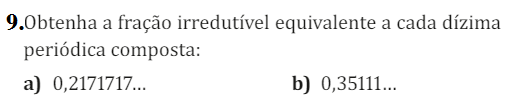 9.Obtenha a fração irredutível equivalente a cada dízima
periódica composta:
a) 0,2171717... b) 0,35111...